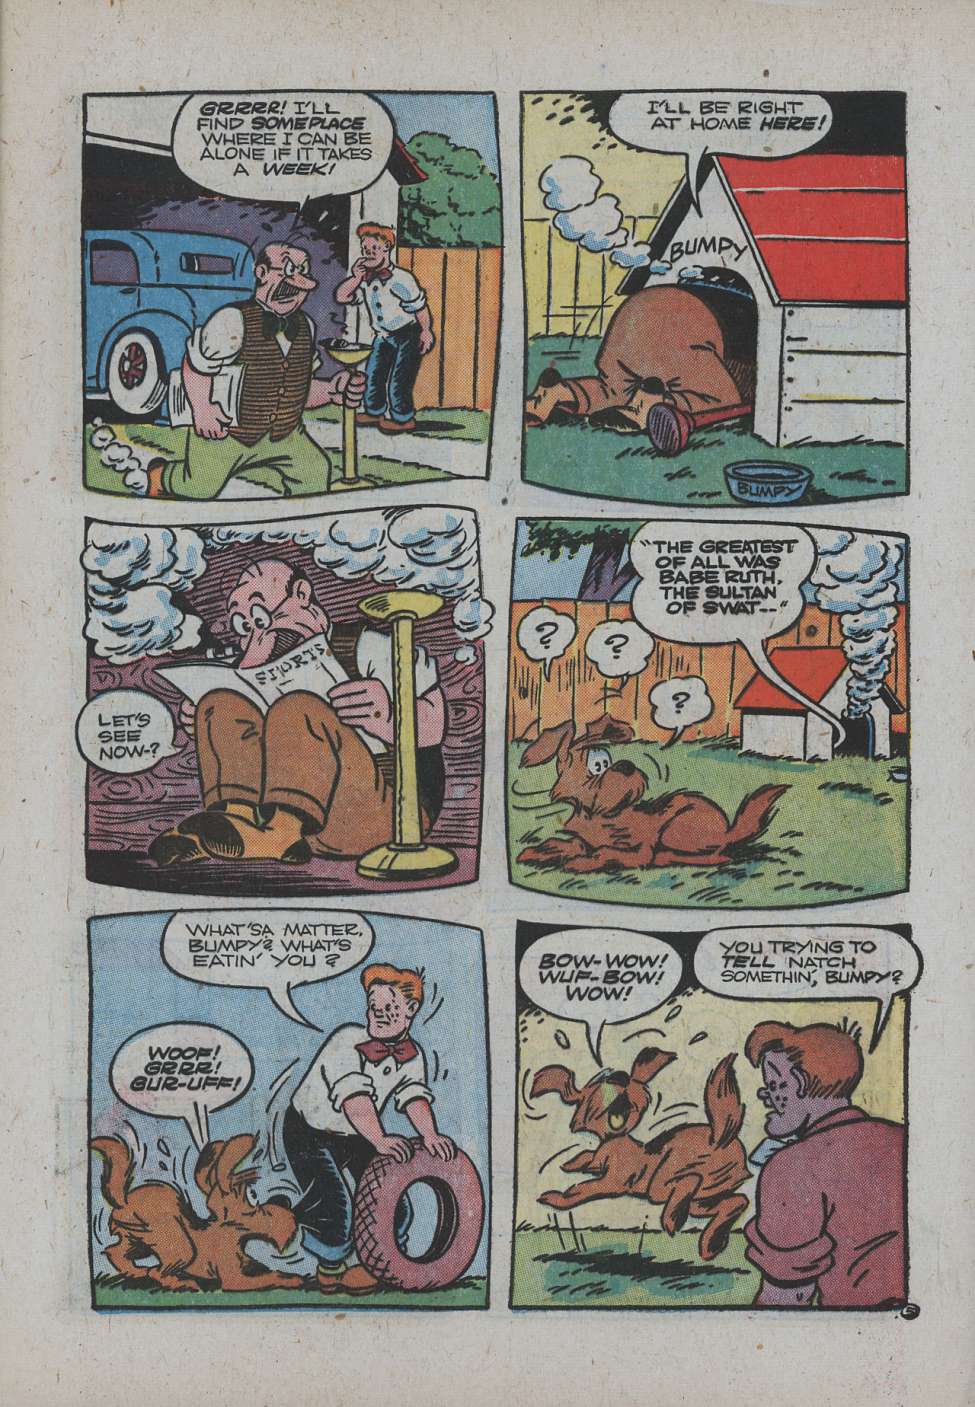 GRRRR! I'LL
FIND SOMEPLACE
WHERE I CAN BE
ALONE IF IT TAKES
A WEEK!
I'LL BE RIGHT
AT HOME HERE!
BUMPY
BUMPY
LET'S
SEE
NOW-?
SPORTS
"THE GREATEST
OF ALL WAS
BABE RUTH,
THE SULTAN
OF SWAT--"
?
?
?
WHAT'SA MATTER,
BUMPY? WHAT'S
EATIN' YOU?
WOOF!
GRRR!
GUR-UFF!
BOW-WOW!
WUF-BOW!
WOW!
YOU TRYING TO
TELL 'NATCH
SOMETHIN', BUMPY?
5